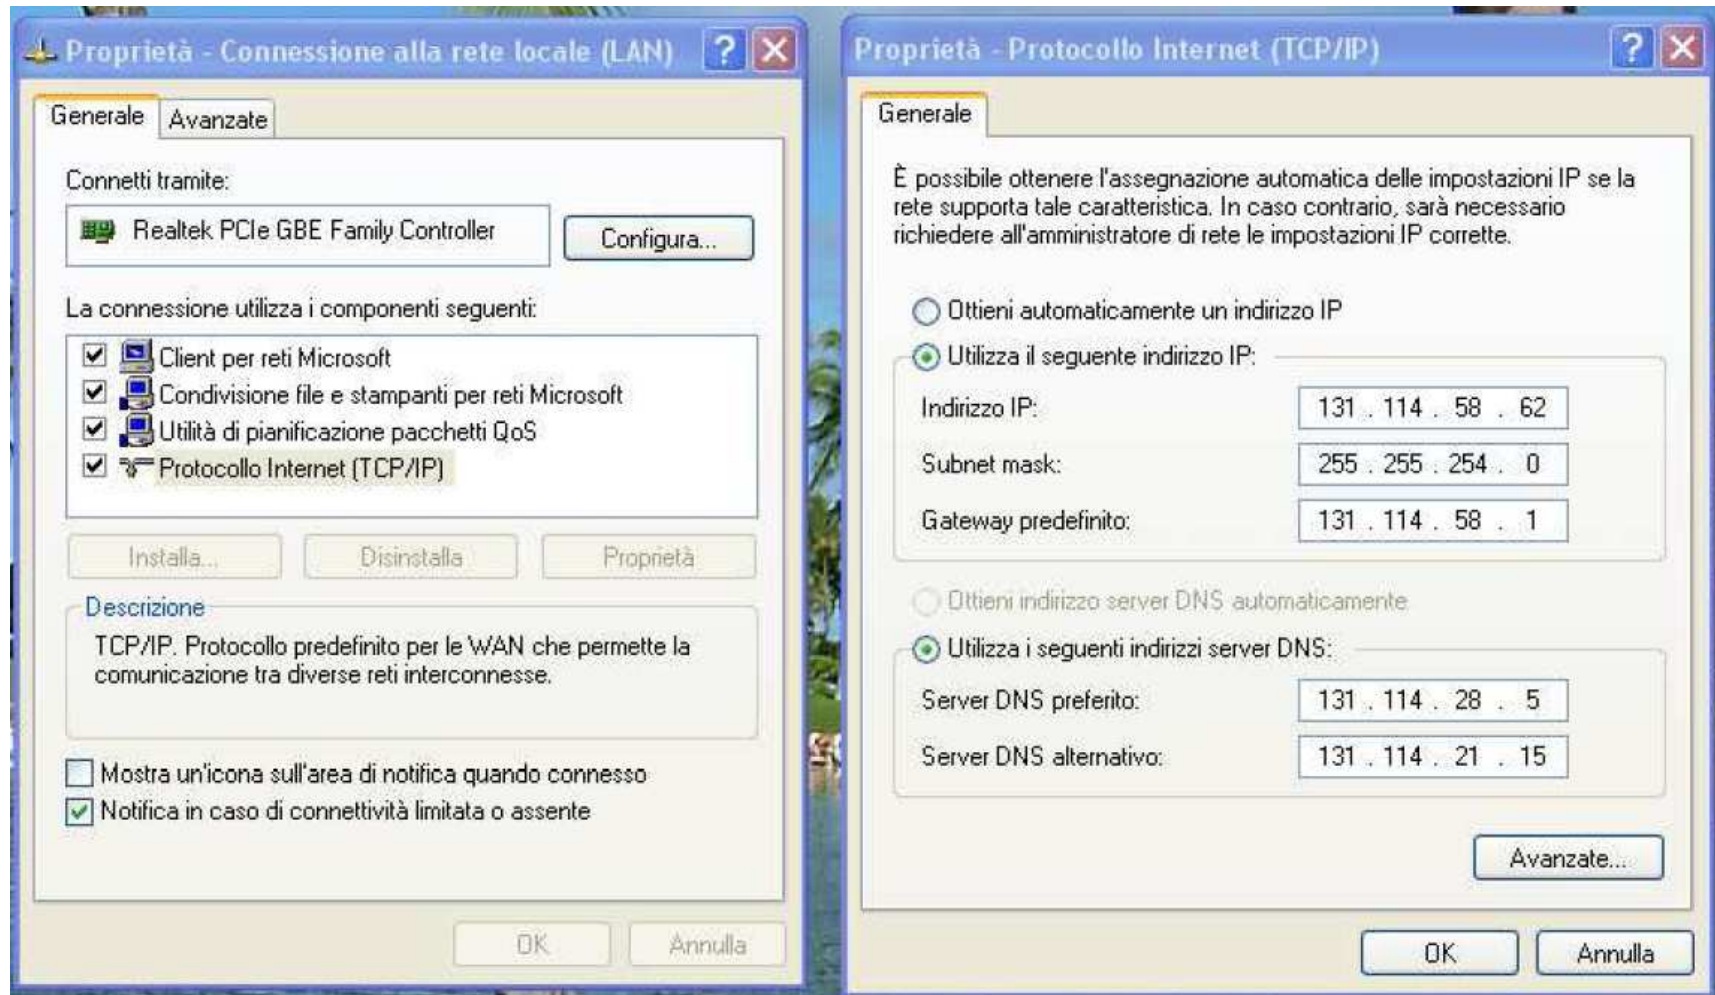 Proprietà - Connessione alla rete locale (LAN)
Generale
Avanzate
Connetti tramite:
Realtek PCIe GBE Family Controller
Configura...
La connessione utilizza i componenti seguenti:
Client per reti Microsoft
Condivisione file e stampanti per reti Microsoft
Utilità di pianificazione pacchetti QoS
Protocollo Internet (TCP/IP)
Installa...
Disinstalla
Proprietà
Descrizione
TCP/IP. Protocollo predefinito per le WAN che permette la
comunicazione tra diverse reti interconnesse.
Mostra un'icona sull'area di notifica quando connesso
Notifica in caso di connettività limitata o assente
OK
Annulla
Proprietà - Protocollo Internet (TCP/IP)
Generale
È possibile ottenere l'assegnazione automatica delle impostazioni IP se la
rete supporta tale caratteristica. In caso contrario, sarà necessario
richiedere all'amministratore di rete le impostazioni IP corrette.
Ottieni automaticamente un indirizzo IP
Utilizza il seguente indirizzo IP:
Indirizzo IP: 131 . 114 . 58 . 62
Subnet mask: 255 . 255 . 254 . 0
Gateway predefinito: 131 . 114 . 58 . 1
Ottieni indirizzo server DNS automaticamente
Utilizza i seguenti indirizzi server DNS:
Server DNS preferito: 131 . 114 . 28 . 5
Server DNS alternativo: 131 . 114 . 21 . 15
Avanzate...
OK
Annulla